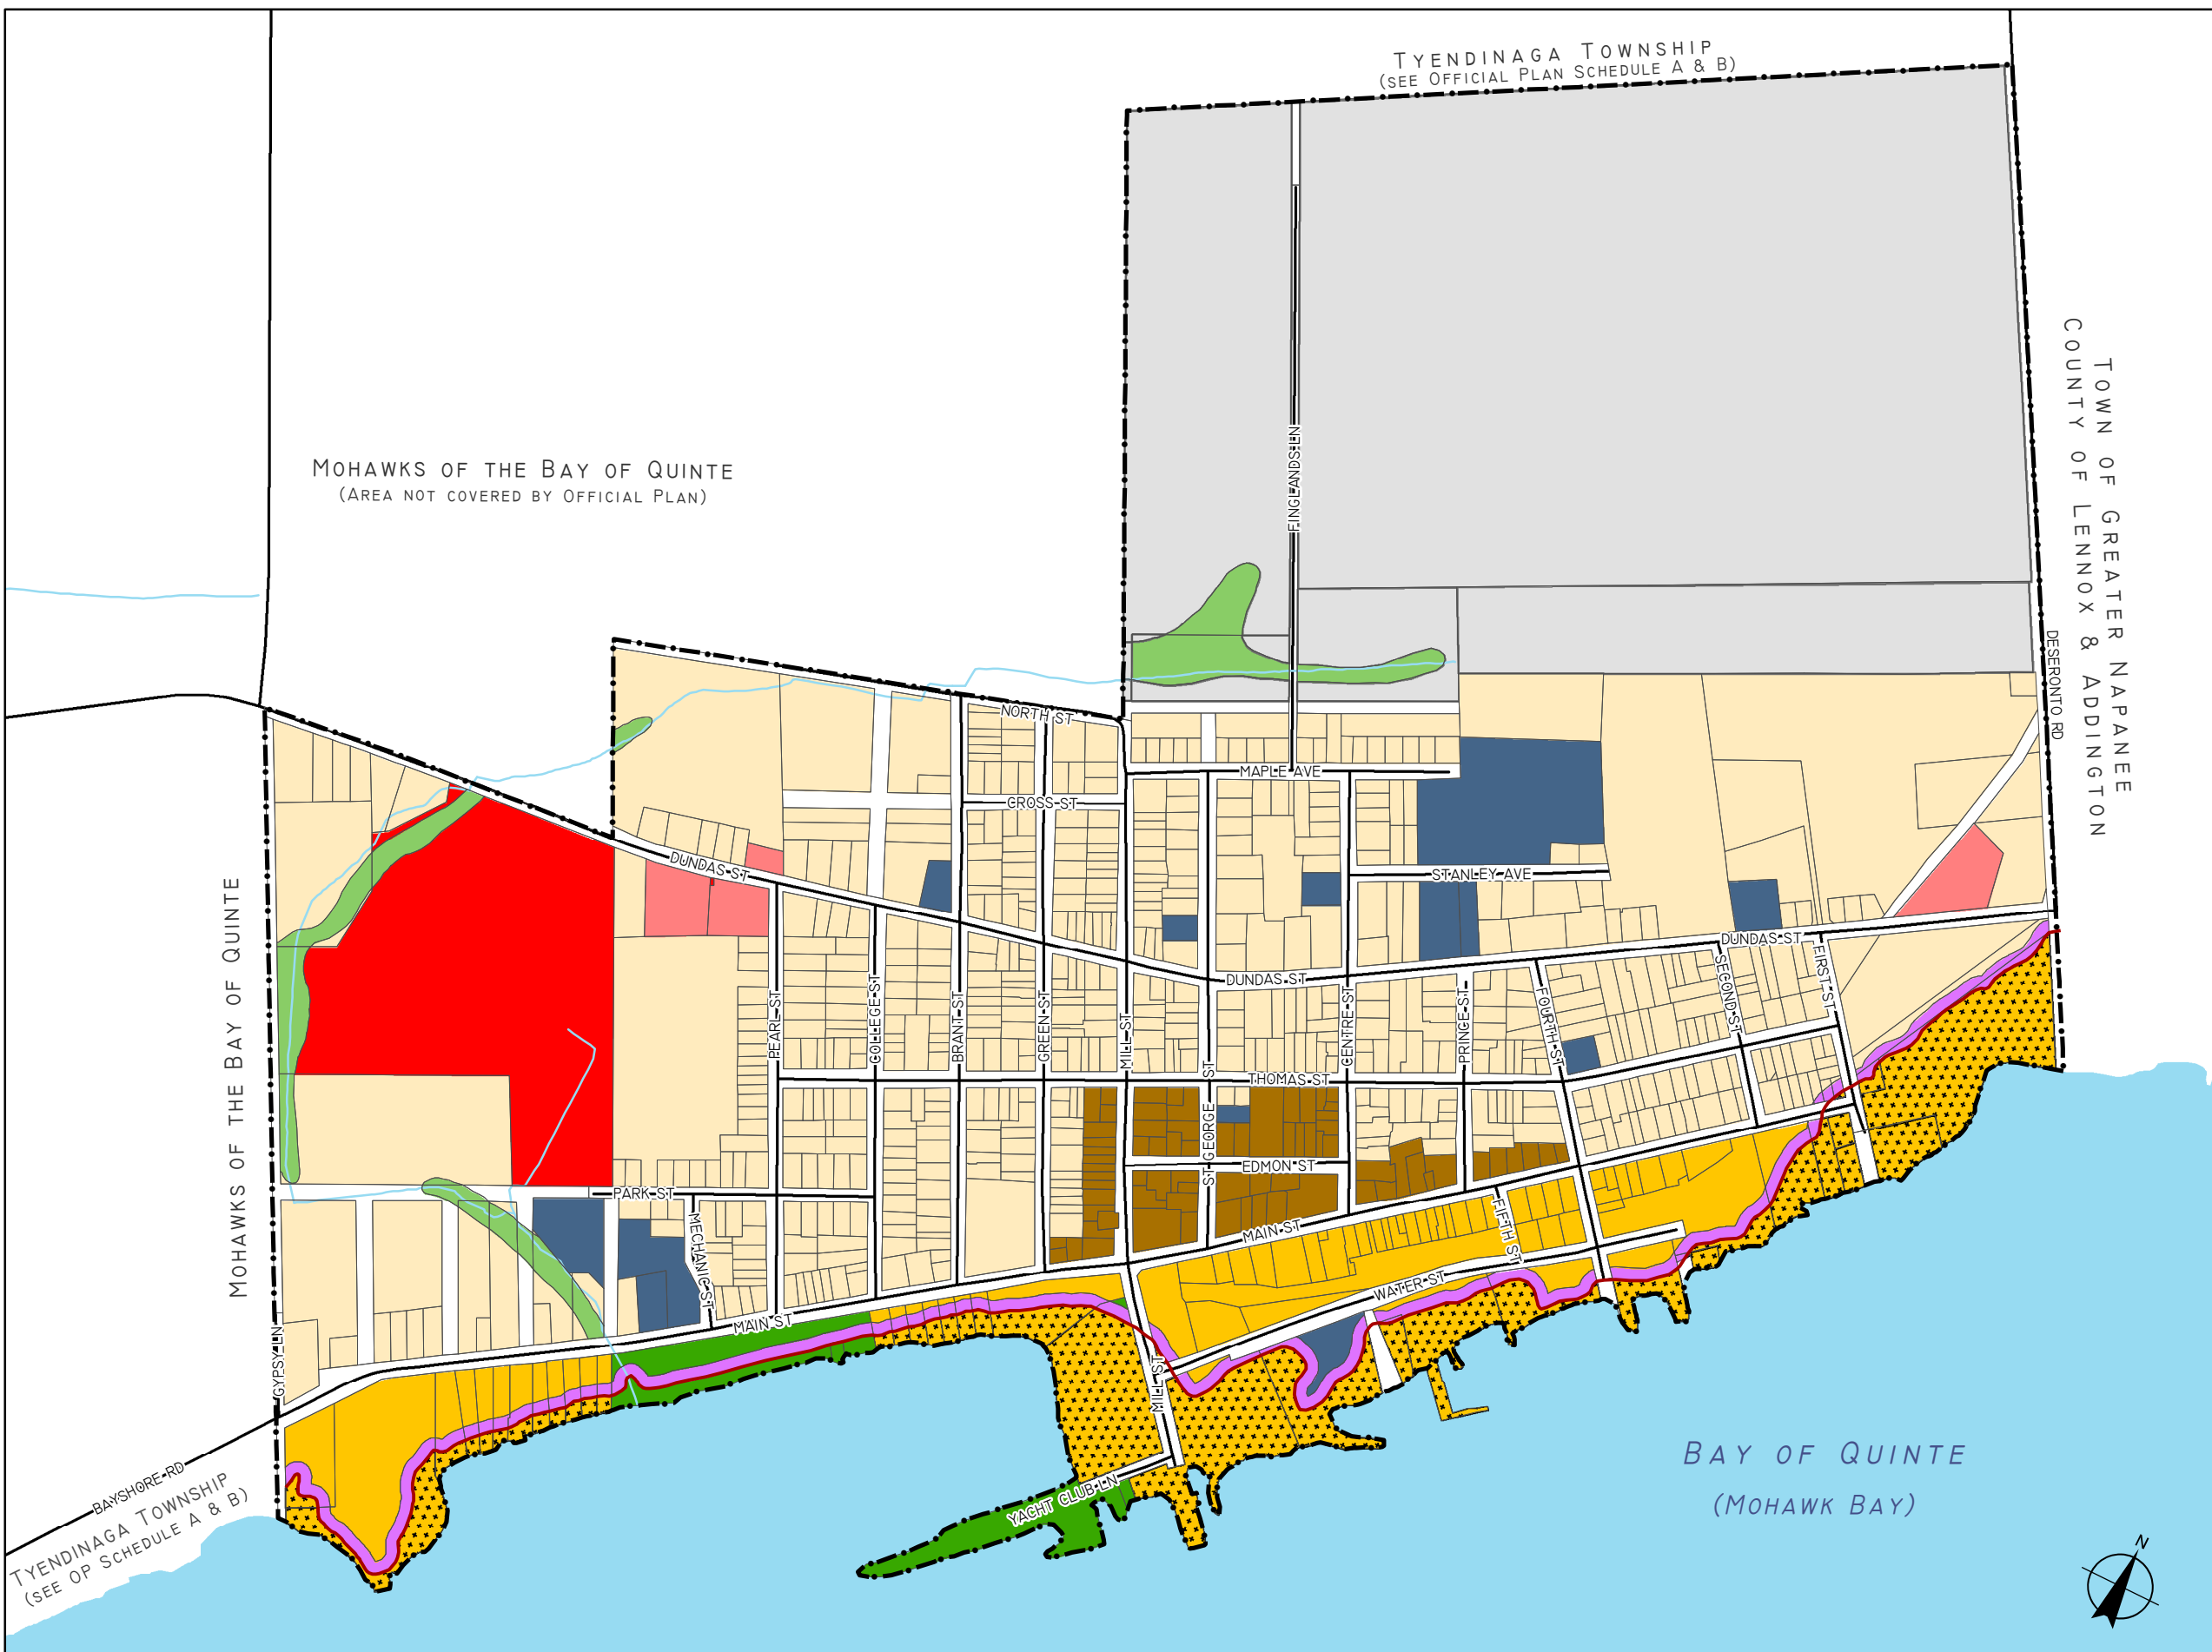 TYENDINAGA TOWNSHIP
(SEE OFFICIAL PLAN SCHEDULE A & B)
TOWN OF GREATER NAPANEE
COUNTY OF LENNOX & ADDINGTON
DESERONTO RD
MOHAWKS OF THE BAY OF QUINTE
(AREA NOT COVERED BY OFFICIAL PLAN)
FINGLANDS LN
NORTH ST
MAPLE AVE
CROSS ST
DUNDAS ST
STANLEY AVE
DUNDAS ST
DUNDAS ST
MOHAWKS OF THE BAY OF QUINTE
PEARL ST
COLLEGE ST
BRANT ST
GREEN ST
MILL ST
ST GEORGE ST
CENTRE ST
PRINCE ST
FOURTH ST
SECOND ST
FIRST ST
THOMAS ST
EDMON ST
PARK ST
MECHANIC ST
MAIN ST
FIFTH ST
WATER ST
MAIN ST
MILL ST
GYPSY LN
BAYSHORE RD
TYENDINAGA TOWNSHIP
(SEE OP SCHEDULE A & B)
YACHT CLUB LN
BAY OF QUINTE
(MOHAWK BAY)
N